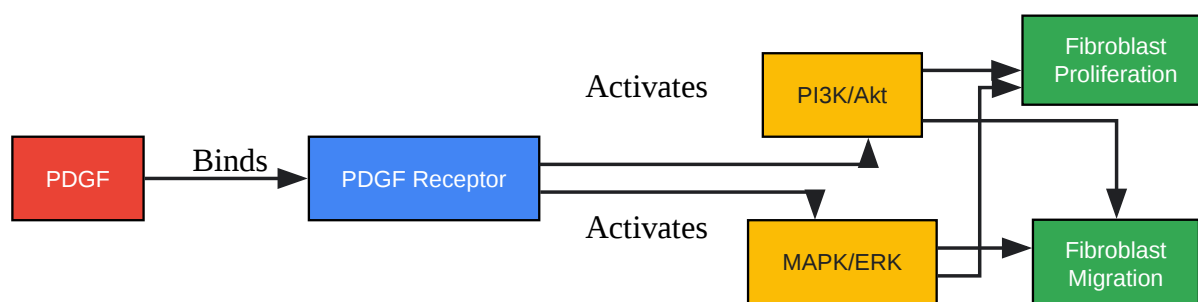 PDGF
Binds
PDGF Receptor
Activates
Activates
PI3K/Akt
MAPK/ERK
Fibroblast
Proliferation
Fibroblast
Migration